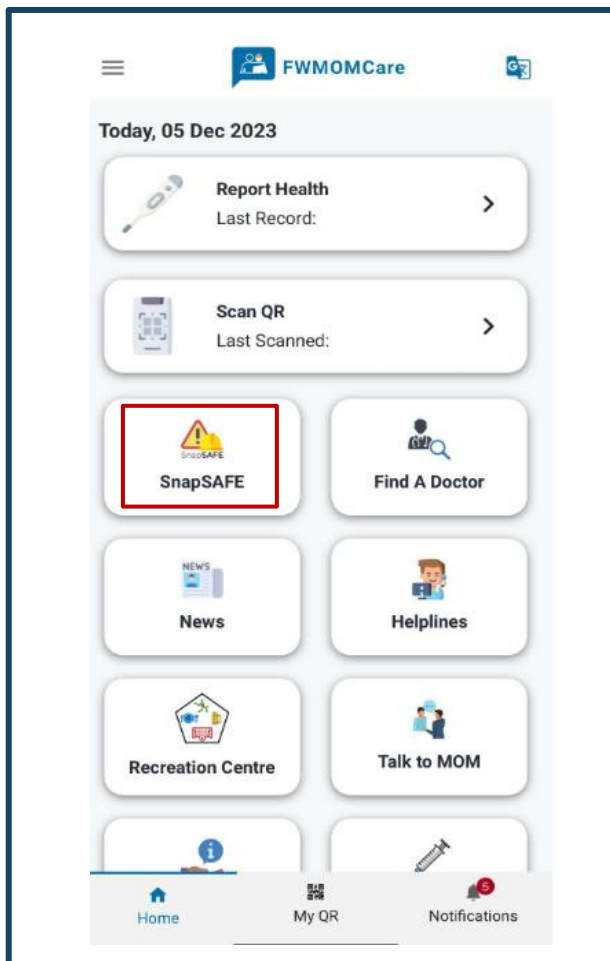 FWMOMCare
Today, 05 Dec 2023
Report Health
Last Record:
Scan QR
Last Scanned:
SnapSAFE
SnapSAFE
Find A Doctor
NEWS
News
Helplines
Recreation Centre
Talk to MOM
5
Home
My QR
Notifications